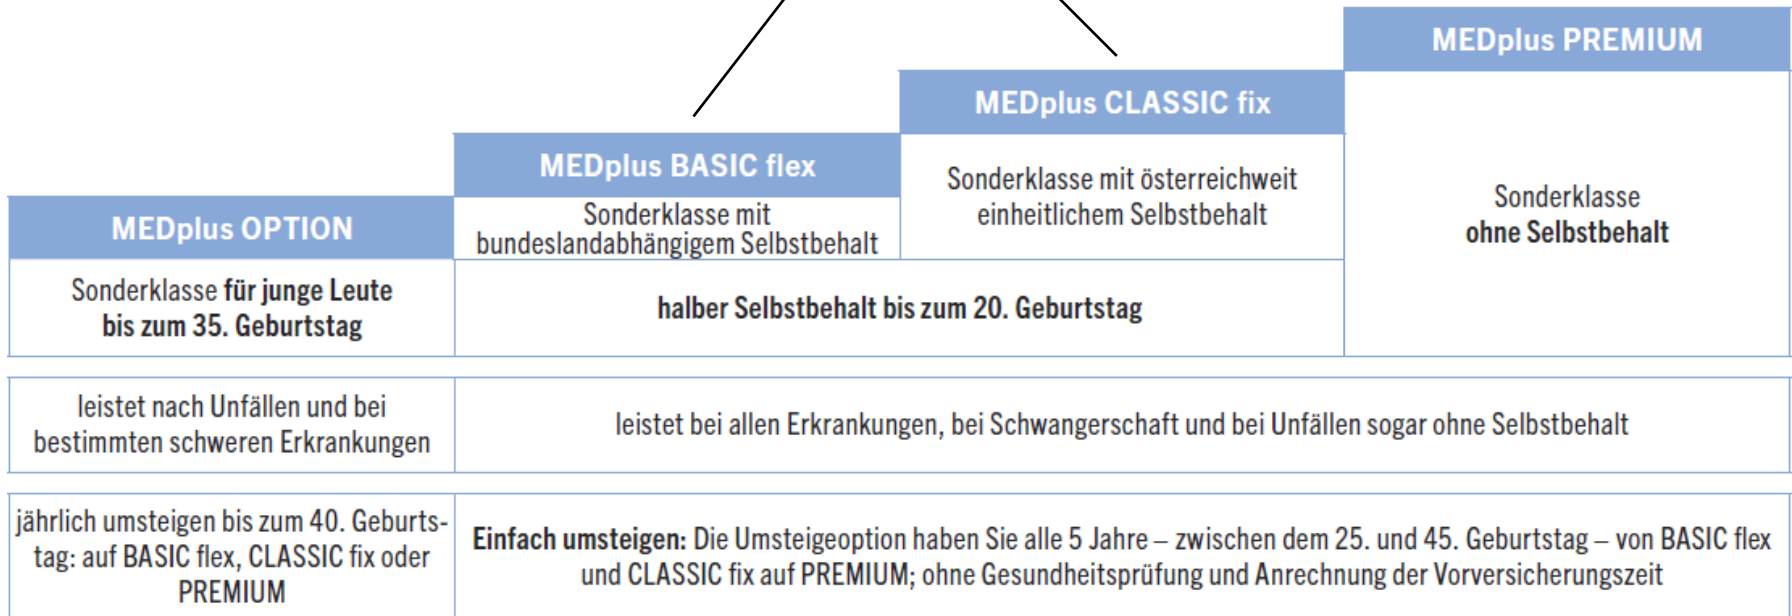 MEDplus PREMIUM
MEDplus CLASSIC fix
MEDplus BASIC flex
MEDplus OPTION
Sonderklasse für junge Leute
bis zum 35. Geburtstag
Sonderklasse mit
bundeslandabhängigem Selbstbehalt
Sonderklasse mit österreichweit
einheitlichem Selbstbehalt
halber Selbstbehalt bis zum 20. Geburtstag
Sonderklasse
ohne Selbstbehalt
leistet nach Unfällen und bei
bestimmten schweren Erkrankungen
leistet bei allen Erkrankungen, bei Schwangerschaft und bei Unfällen sogar ohne Selbstbehalt
jährlich umsteigen bis zum 40. Geburts-
tag: auf BASIC flex, CLASSIC fix oder
PREMIUM
Einfach umsteigen: Die Umsteigeoption haben Sie alle 5 Jahre – zwischen dem 25. und 45. Geburtstag – von BASIC flex
und CLASSIC fix auf PREMIUM; ohne Gesundheitsprüfung und Anrechnung der Vorversicherungszeit